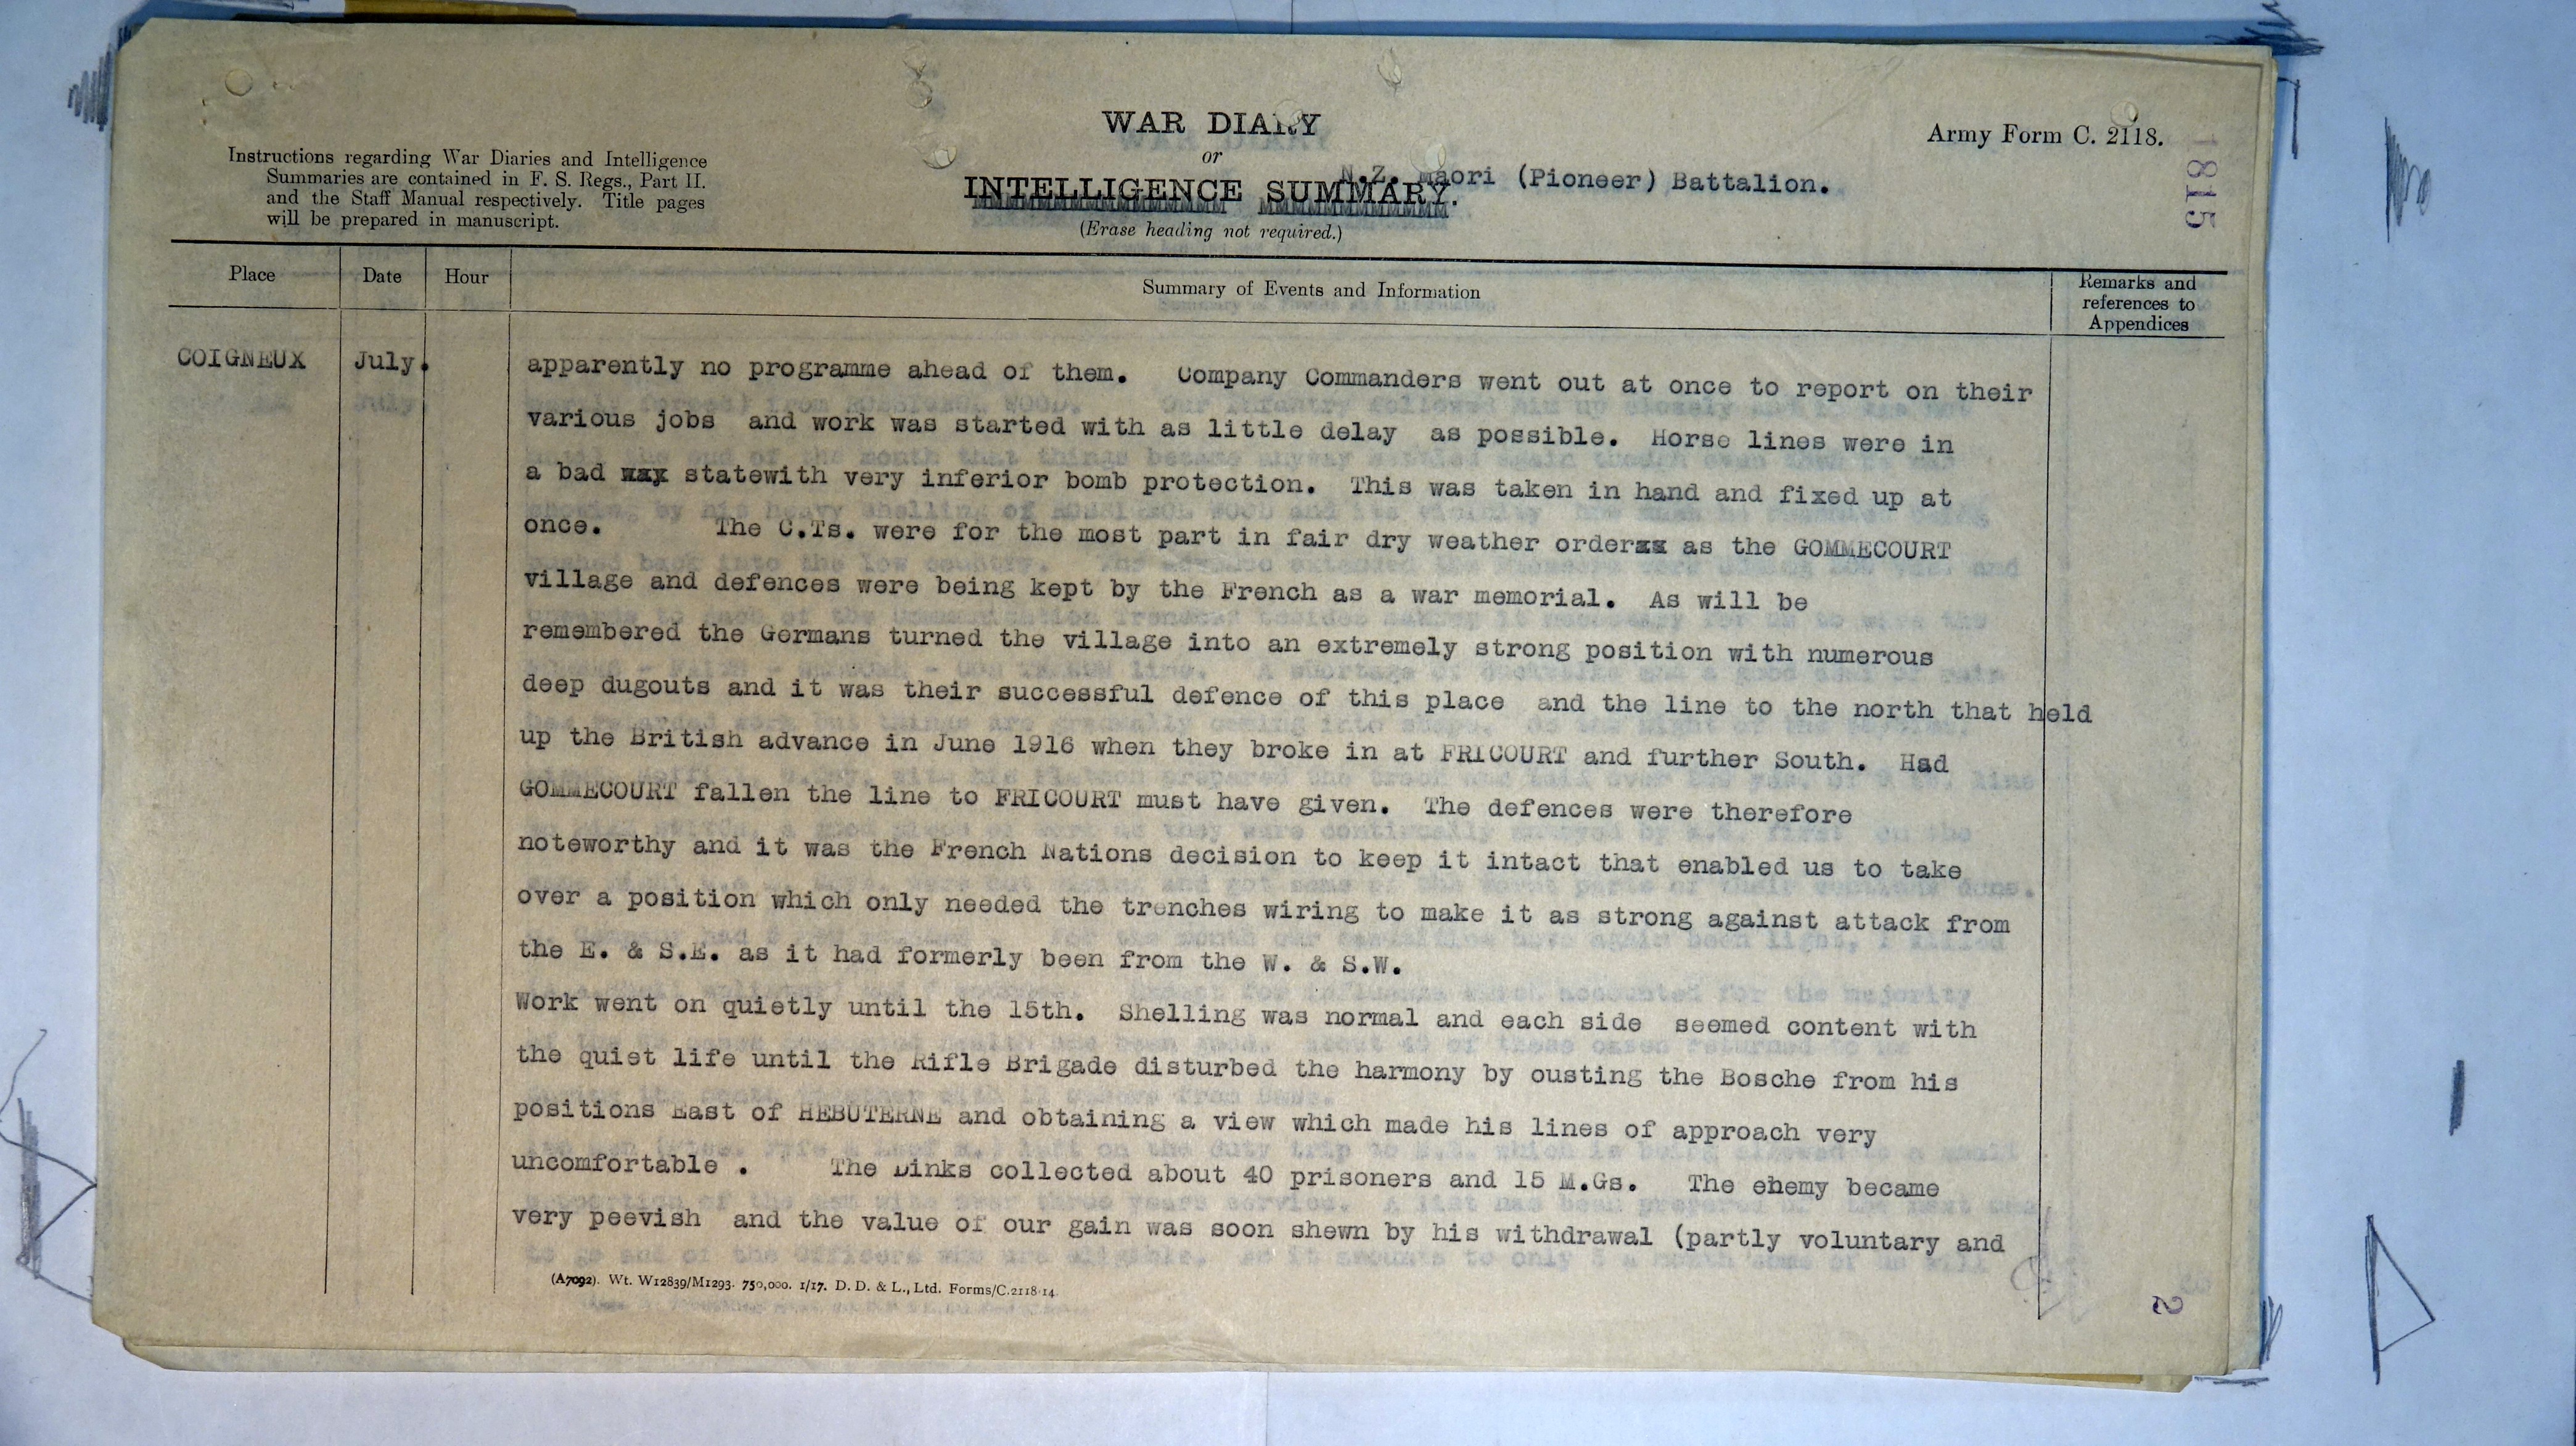 WAR DIARY
or
INTELLIGENCE SUMMARY.
(Erase heading not required.)
N.Z. Maori (Pioneer) Battalion.
Army Form C. 2118.
1815
Instructions regarding War Diaries and Intelligence
Summaries are contained in F. S. Regs., Part II.
and the Staff Manual respectively. Title pages
will be prepared in manuscript.
Place
Date
Hour
Summary of Events and Information
Remarks and
references to
Appendices
COIGNEUX
July.
apparently no programme ahead of them. Company Commanders went out at once to report on their
various jobs and work was started with as little delay as possible. Horse lines were in
a bad way statewith very inferior bomb protection. This was taken in hand and fixed up at
once. The C.Ts. were for the most part in fair dry weather orderxx as the GOMMECOURT
village and defences were being kept by the French as a war memorial. As will be
remembered the Germans turned the village into an extremely strong position with numerous
deep dugouts and it was their successful defence of this place and the line to the north that held
up the British advance in June 1916 when they broke in at FRICOURT and further South. Had
GOMMECOURT fallen the line to FRICOURT must have given. The defences were therefore
noteworthy and it was the French Nations decision to keep it intact that enabled us to take
over a position which only needed the trenches wiring to make it as strong against attack from
the E. & S.E. as it had formerly been from the W. & S.W.
Work went on quietly until the 15th. Shelling was normal and each side seemed content with
the quiet life until the Rifle Brigade disturbed the harmony by ousting the Bosche from his
positions East of HEBUTERNE and obtaining a view which made his lines of approach very
uncomfortable . The Dinks collected about 40 prisoners and 15 M.Gs. The enemy became
very peevish and the value of our gain was soon shewn by his withdrawal (partly voluntary and
(A7092). Wt. W12839/M1293. 750,000. 1/17. D. D. & L., Ltd. Forms/C.2118/14.
2